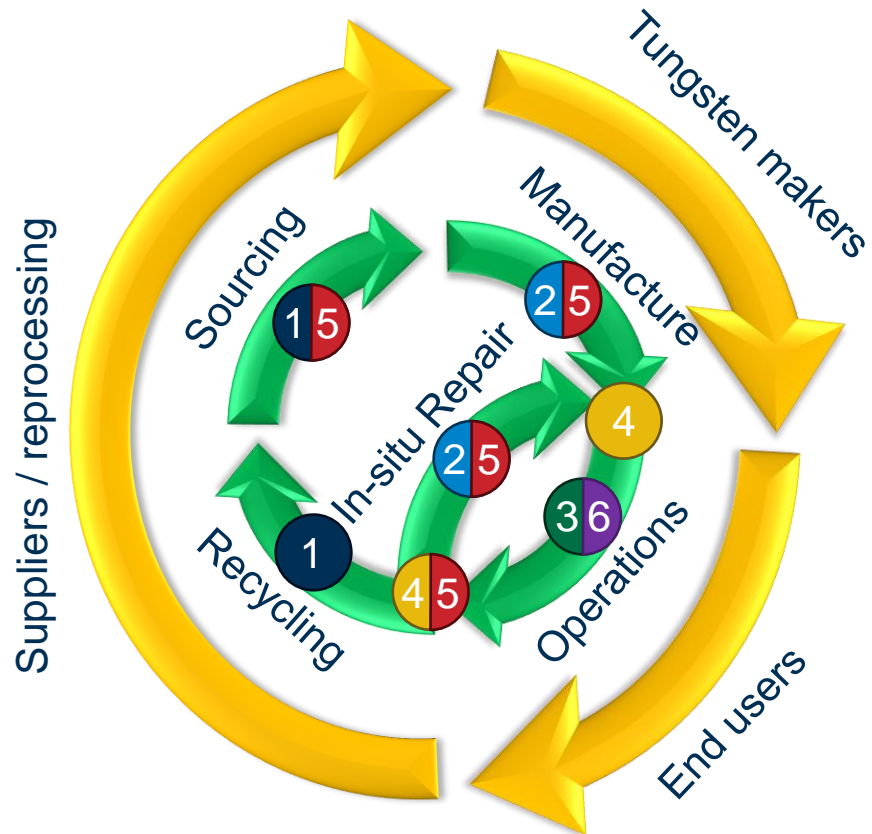 Tungsten makers
Manufacture
Sourcing
Suppliers / reprocessing
1 5
2 5
In-situ Repair
4
2 5
3 6
1
4 5
Recycling
Operations
End users